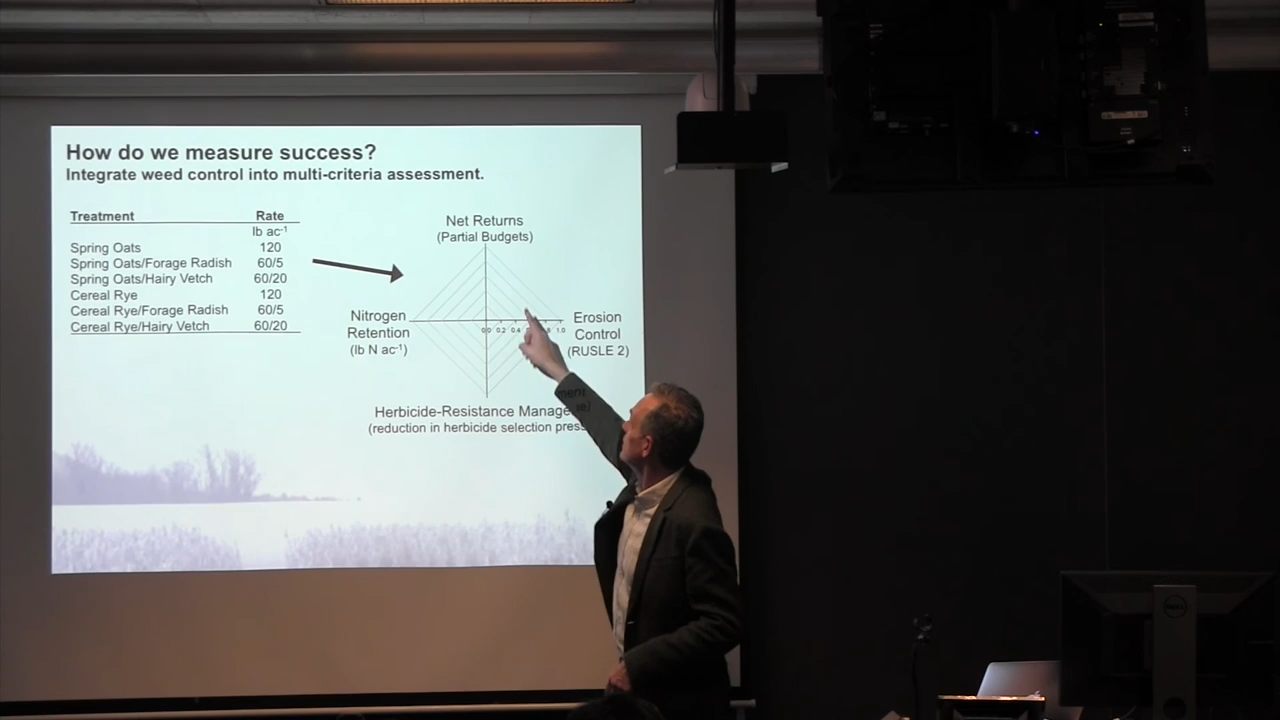 How do we measure success?
Integrate weed control into multi-criteria assessment.
Treatment Rate
lb ac-1
Spring Oats 120
Spring Oats/Forage Radish 60/5
Spring Oats/Hairy Vetch 60/20
Cereal Rye 120
Cereal Rye/Forage Radish 60/5
Cereal Rye/Hairy Vetch 60/20
Net Returns
(Partial Budgets)
Nitrogen
Retention
(lb N ac-1)
0.0 0.2 0.4 1.0
Erosion
Control
(RUSLE 2)
Herbicide-Resistance Management
(reduction in herbicide selection
DELL